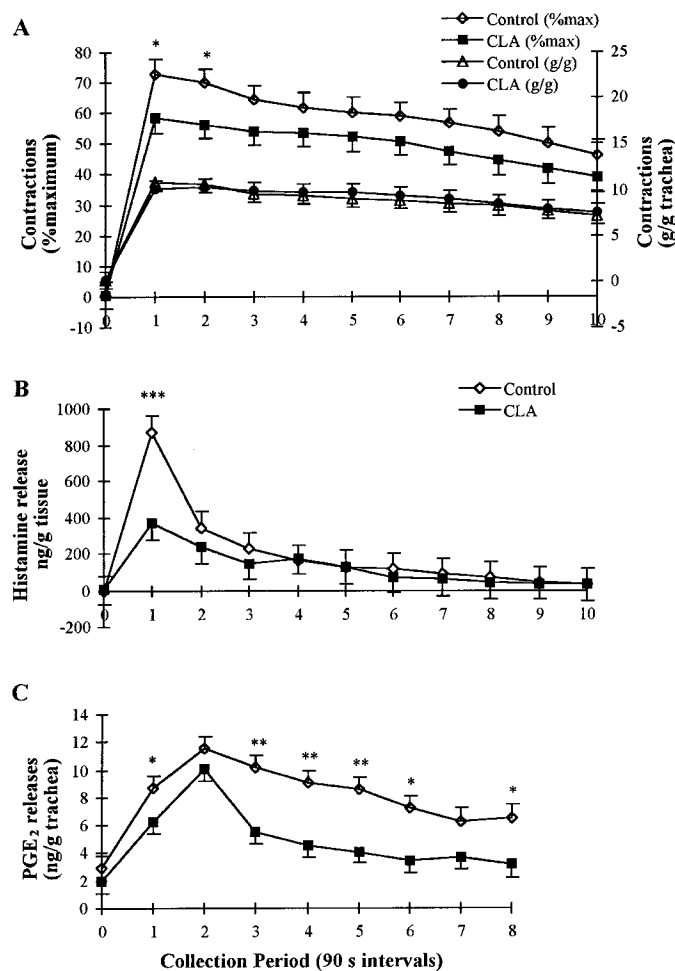 A
Control (%max)
CLA (%max)
Control (g/g)
CLA (g/g)
* *
80
70
60
50
40
30
20
10
0
-10
Contractions
(%maximum)
25
20
15
10
5
0
-5
Contractions
(g/g trachea)
0 1 2 3 4 5 6 7 8 9 10
B
Control
CLA
***
1000
800
600
400
200
0
-200
Histamine release
ng/g tissue
0 1 2 3 4 5 6 7 8 9 10
C
* ** ** ** * *
14
12
10
8
6
4
2
0
PGE₂ releases
(ng/g trachea)
0 1 2 3 4 5 6 7 8
Collection Period (90 s intervals)